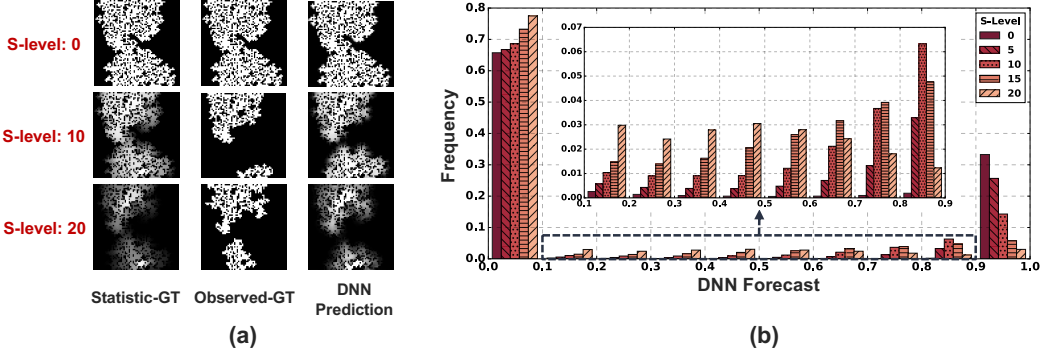 S-level: 0
S-level: 10
S-level: 20
Statistic-GT
Observed-GT
DNN
Prediction
(a)
Frequency
0.8
0.7
0.6
0.5
0.4
0.3
0.2
0.1
0.0
0.0 0.1 0.2 0.3 0.4 0.5 0.6 0.7 0.8 0.9 1.0
DNN Forecast
0.07
0.06
0.05
0.04
0.03
0.02
0.01
0.00
0.1 0.2 0.3 0.4 0.5 0.6 0.7 0.8 0.9
S-Level
0
5
10
15
20
(b)